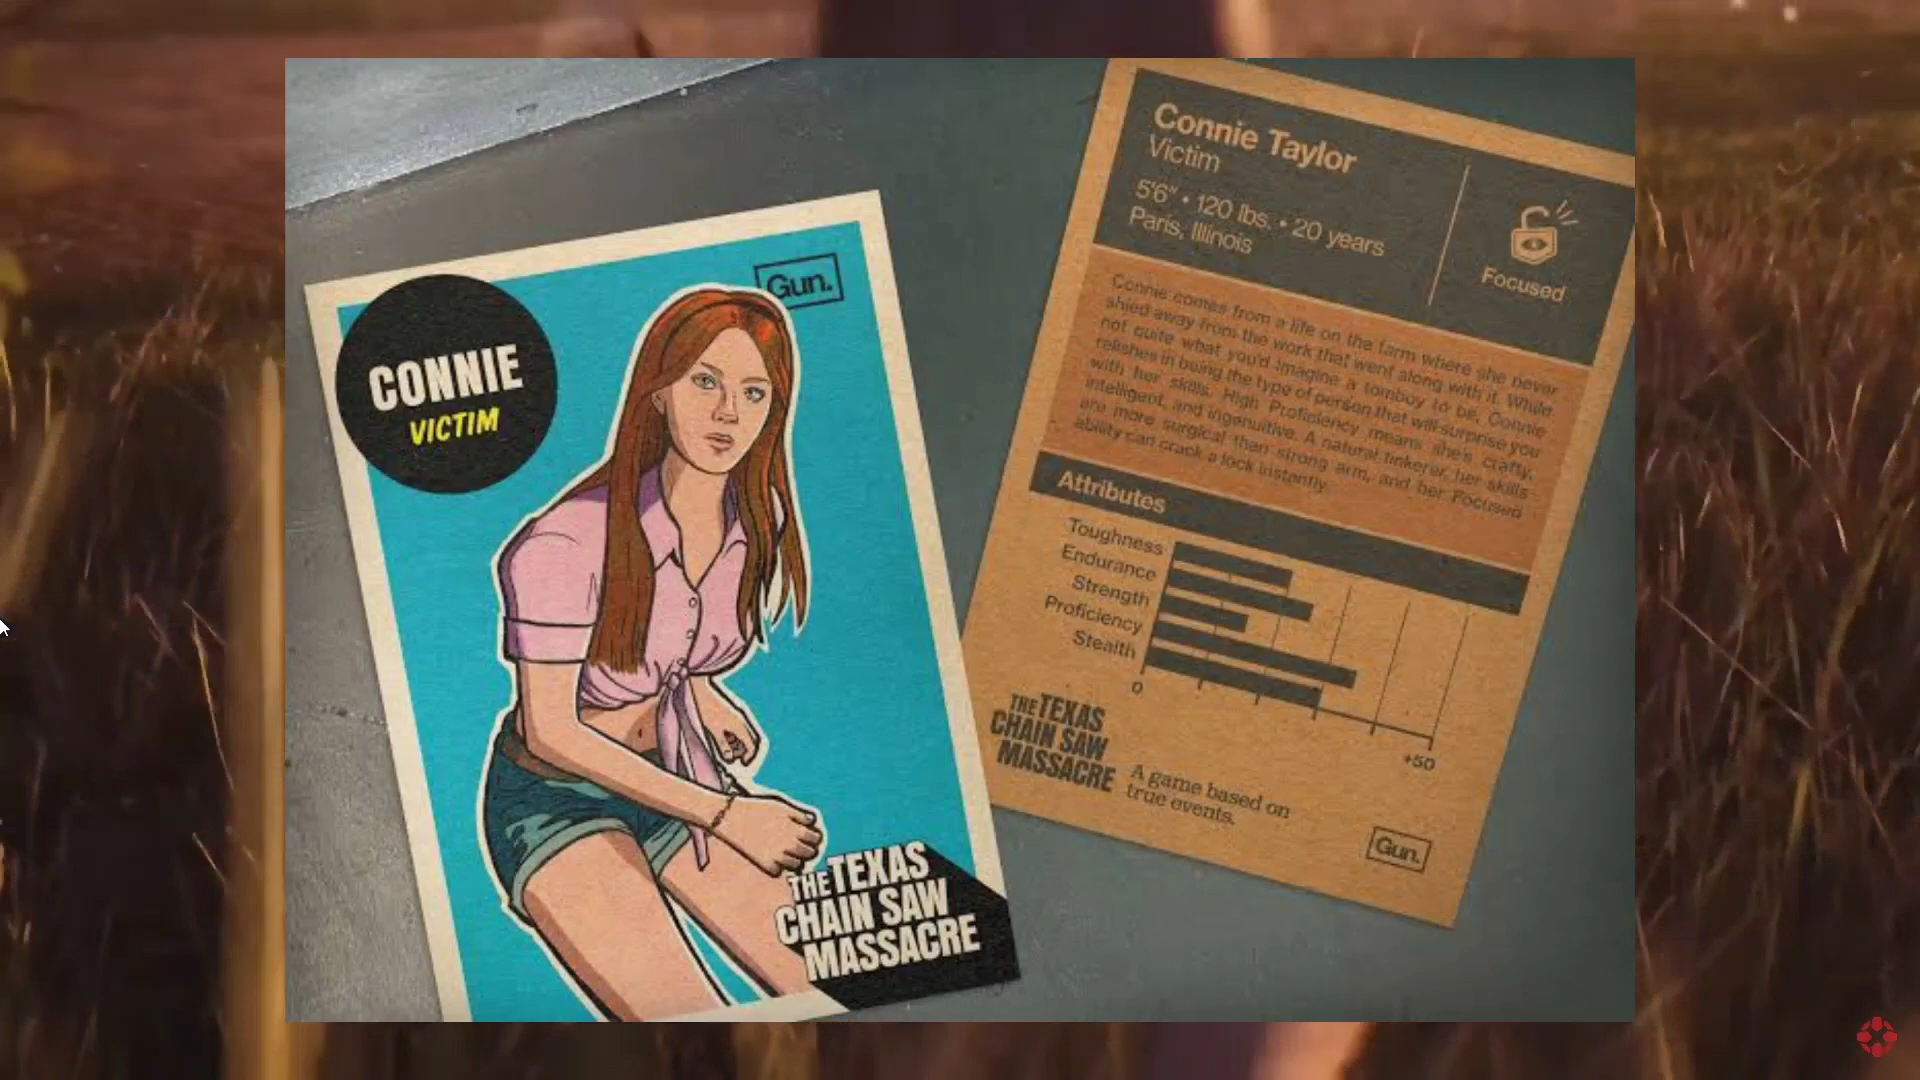 CONNIE
VICTIM
Gun.
THE TEXAS
CHAIN SAW
MASSACRE
Connie Taylor
Victim
5'6" • 120 lbs. • 20 years
Paris, Illinois
Focused
Connie comes from a life on the farm where she never
shied away from the work that went along with it. While
not quite what you'd imagine a tomboy to be, Connie
relishes in being the type of person that will surprise you
with her skills. High Proficiency means she's crafty,
intelligent, and ingenuitive. A natural tinkerer, her skills
are more surgical than strong arm, and her Focused
ability can crack a lock instantly.
Attributes
Toughness
Endurance
Strength
Proficiency
Stealth
0
+50
THE TEXAS
CHAIN SAW
MASSACRE
A game based on
true events.
Gun.